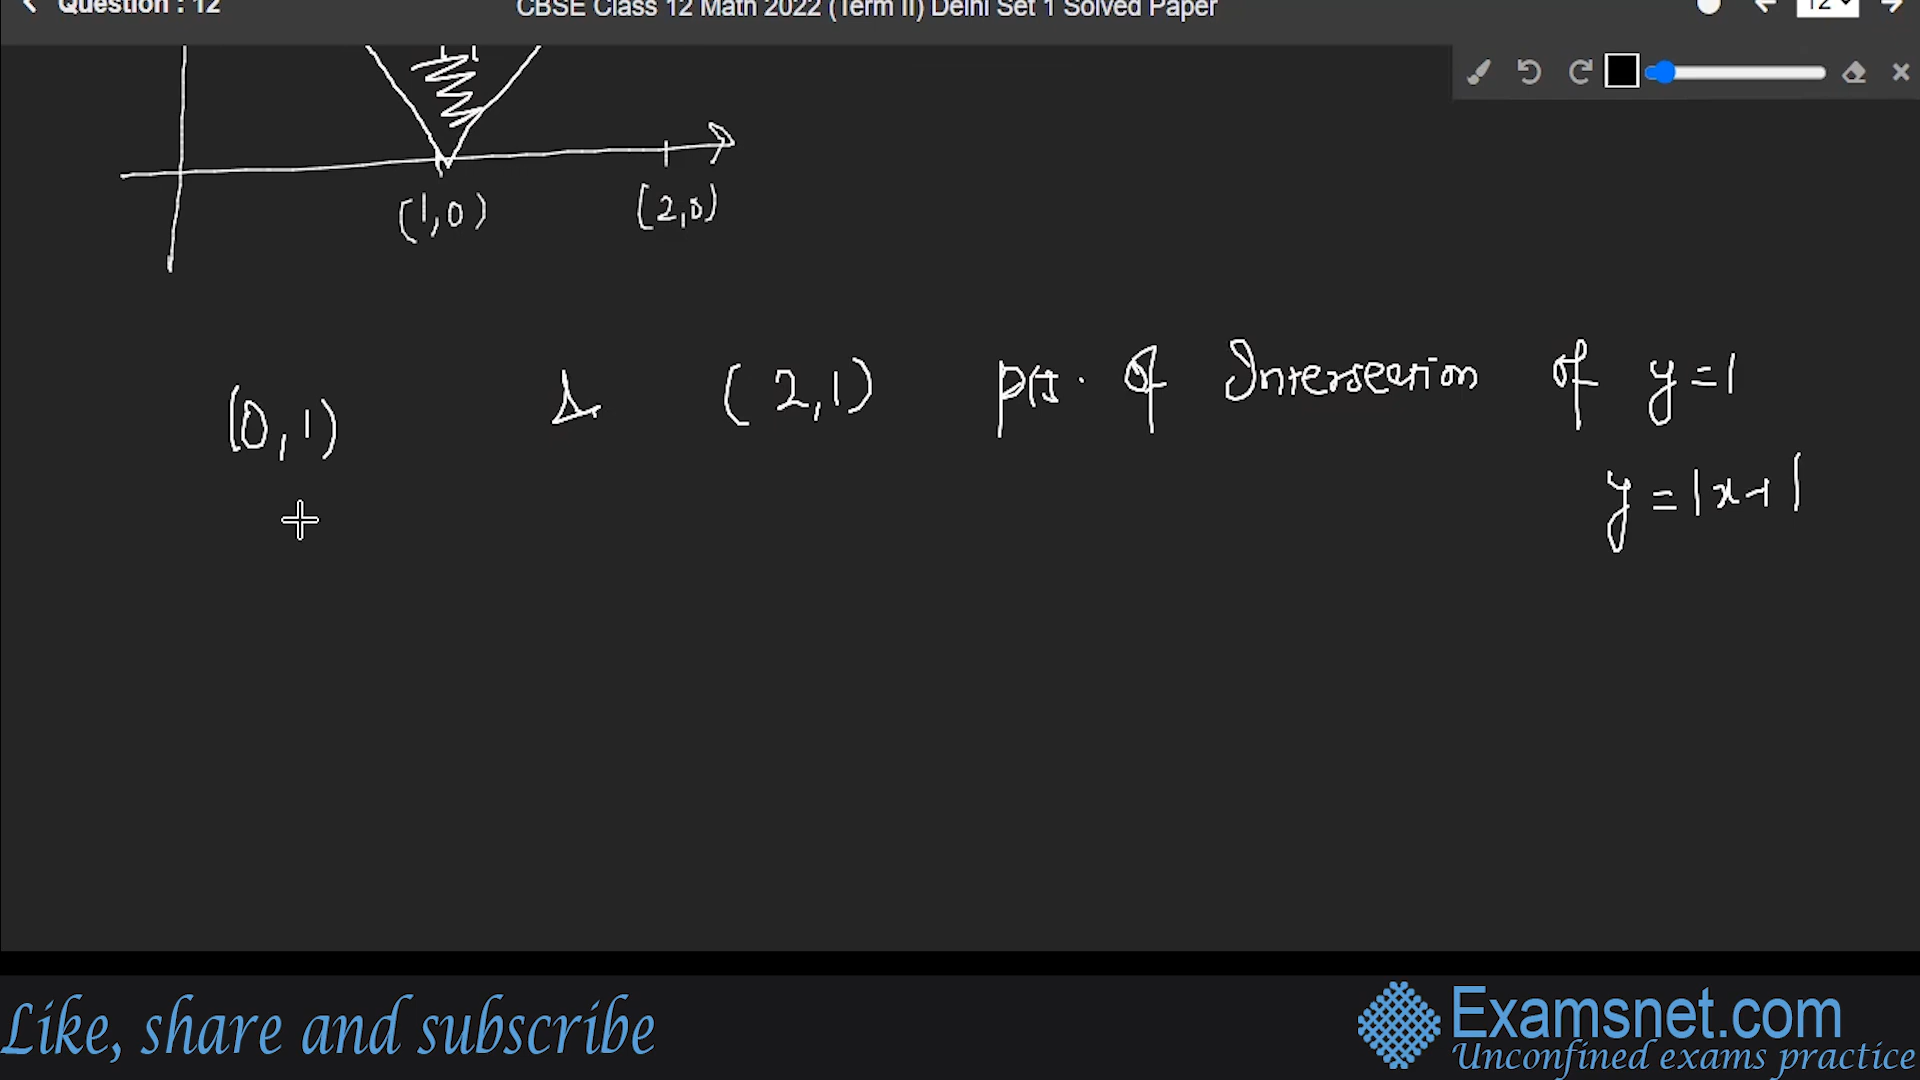 Question : 12
CBSE Class 12 Math 2022 (Term II) Delhi Set 1 Solved Paper
12
(1,0)
(2,0)
(0,1) & (2,1) pts. of Intersection of y=1
y=|x-1|
Like, share and subscribe
Examsnet.com
Unconfined exams practice